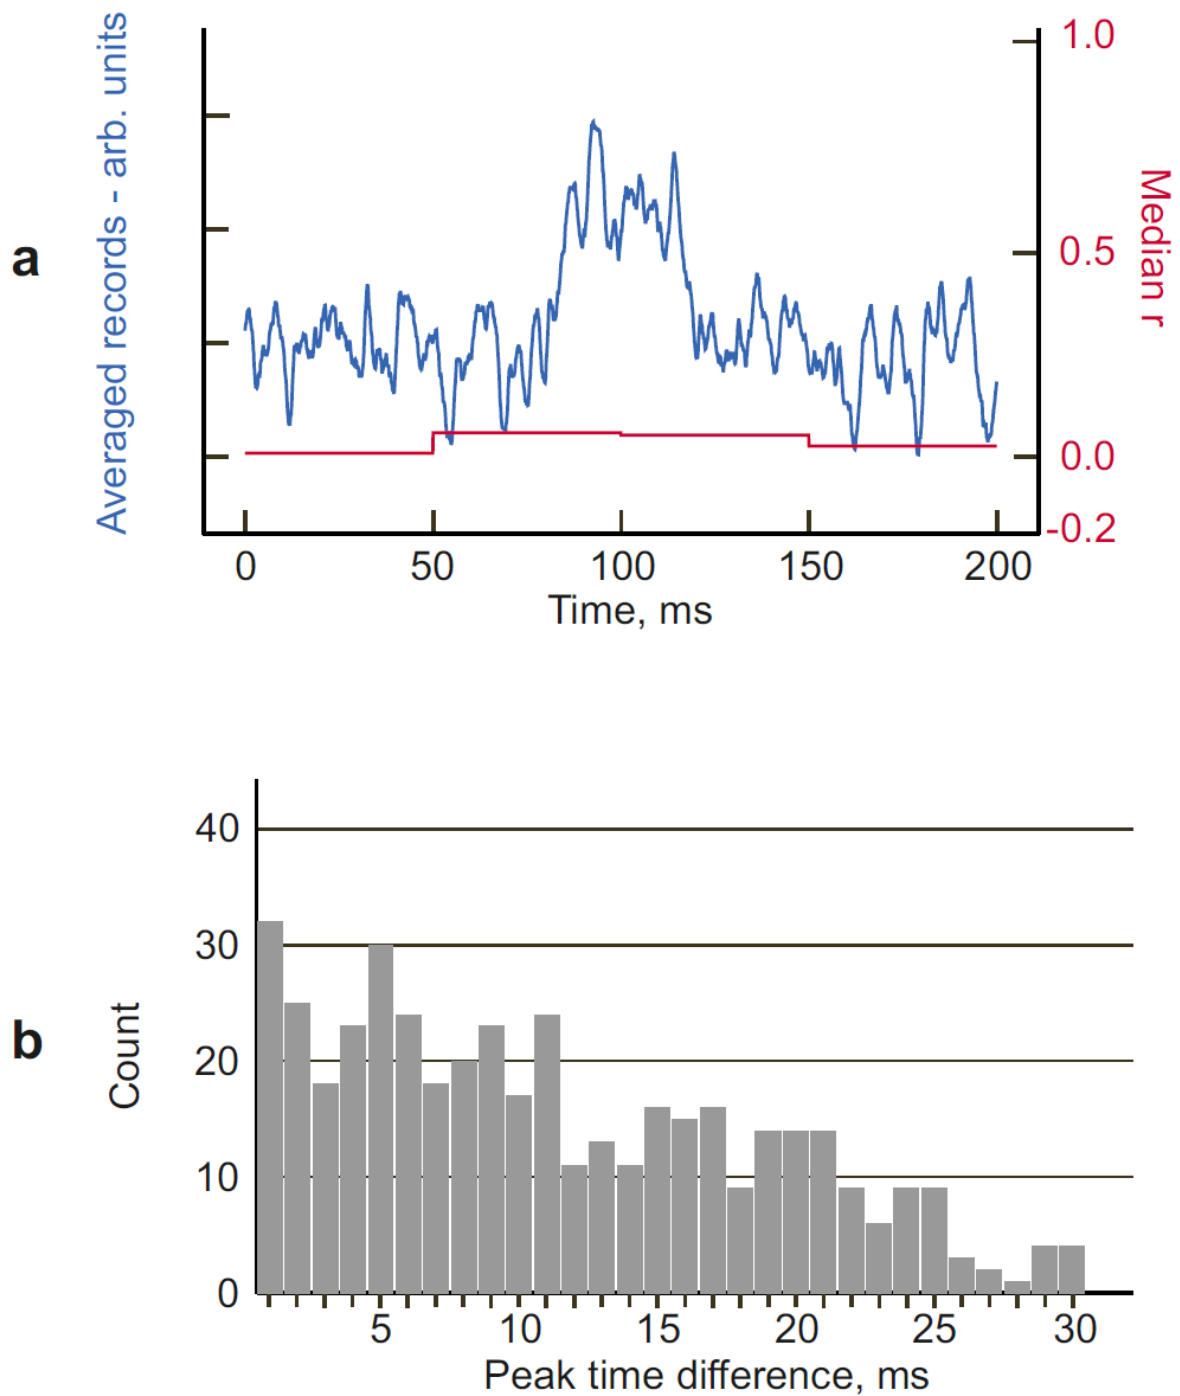 a
Averaged records - arb. units
1.0
0.5
0.0
-0.2
Median r
0 50 100 150 200
Time, ms
b
Count
40
30
20
10
0
5 10 15 20 25 30
Peak time difference, ms